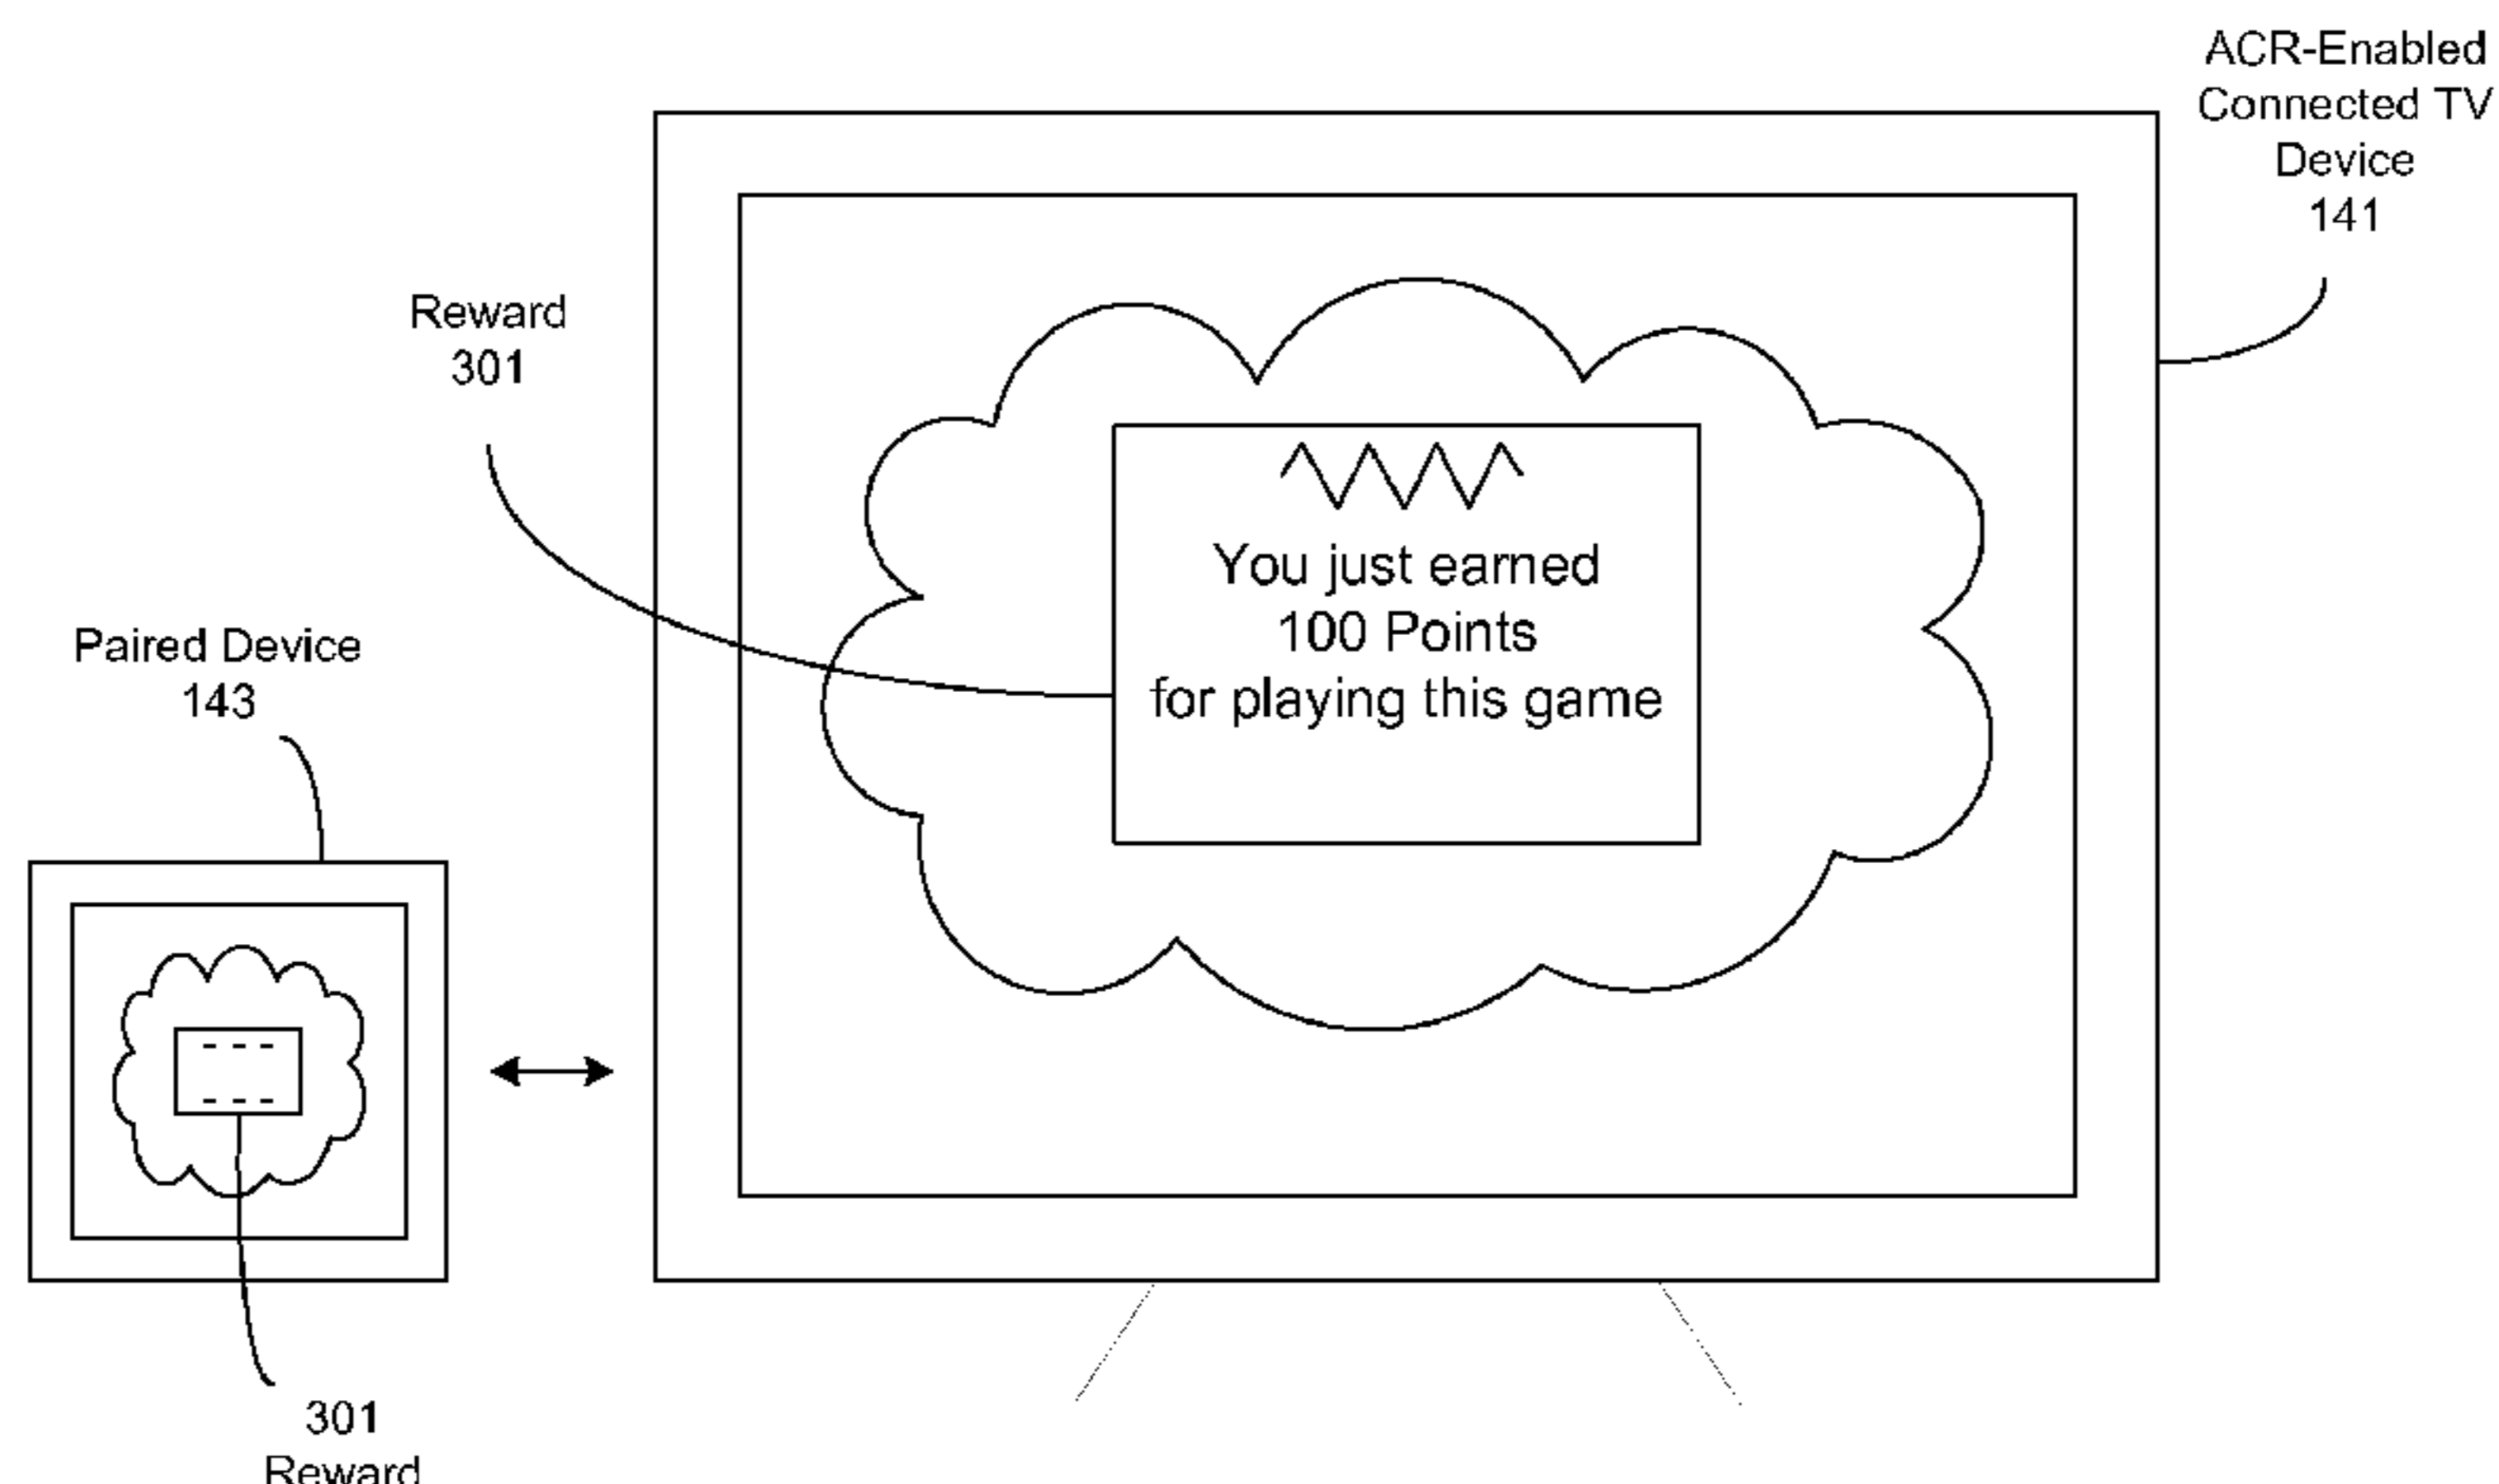 ACR-Enabled
Connected TV
Device
141
Reward
301
You just earned
100 Points
for playing this game
Paired Device
143
301
Reward